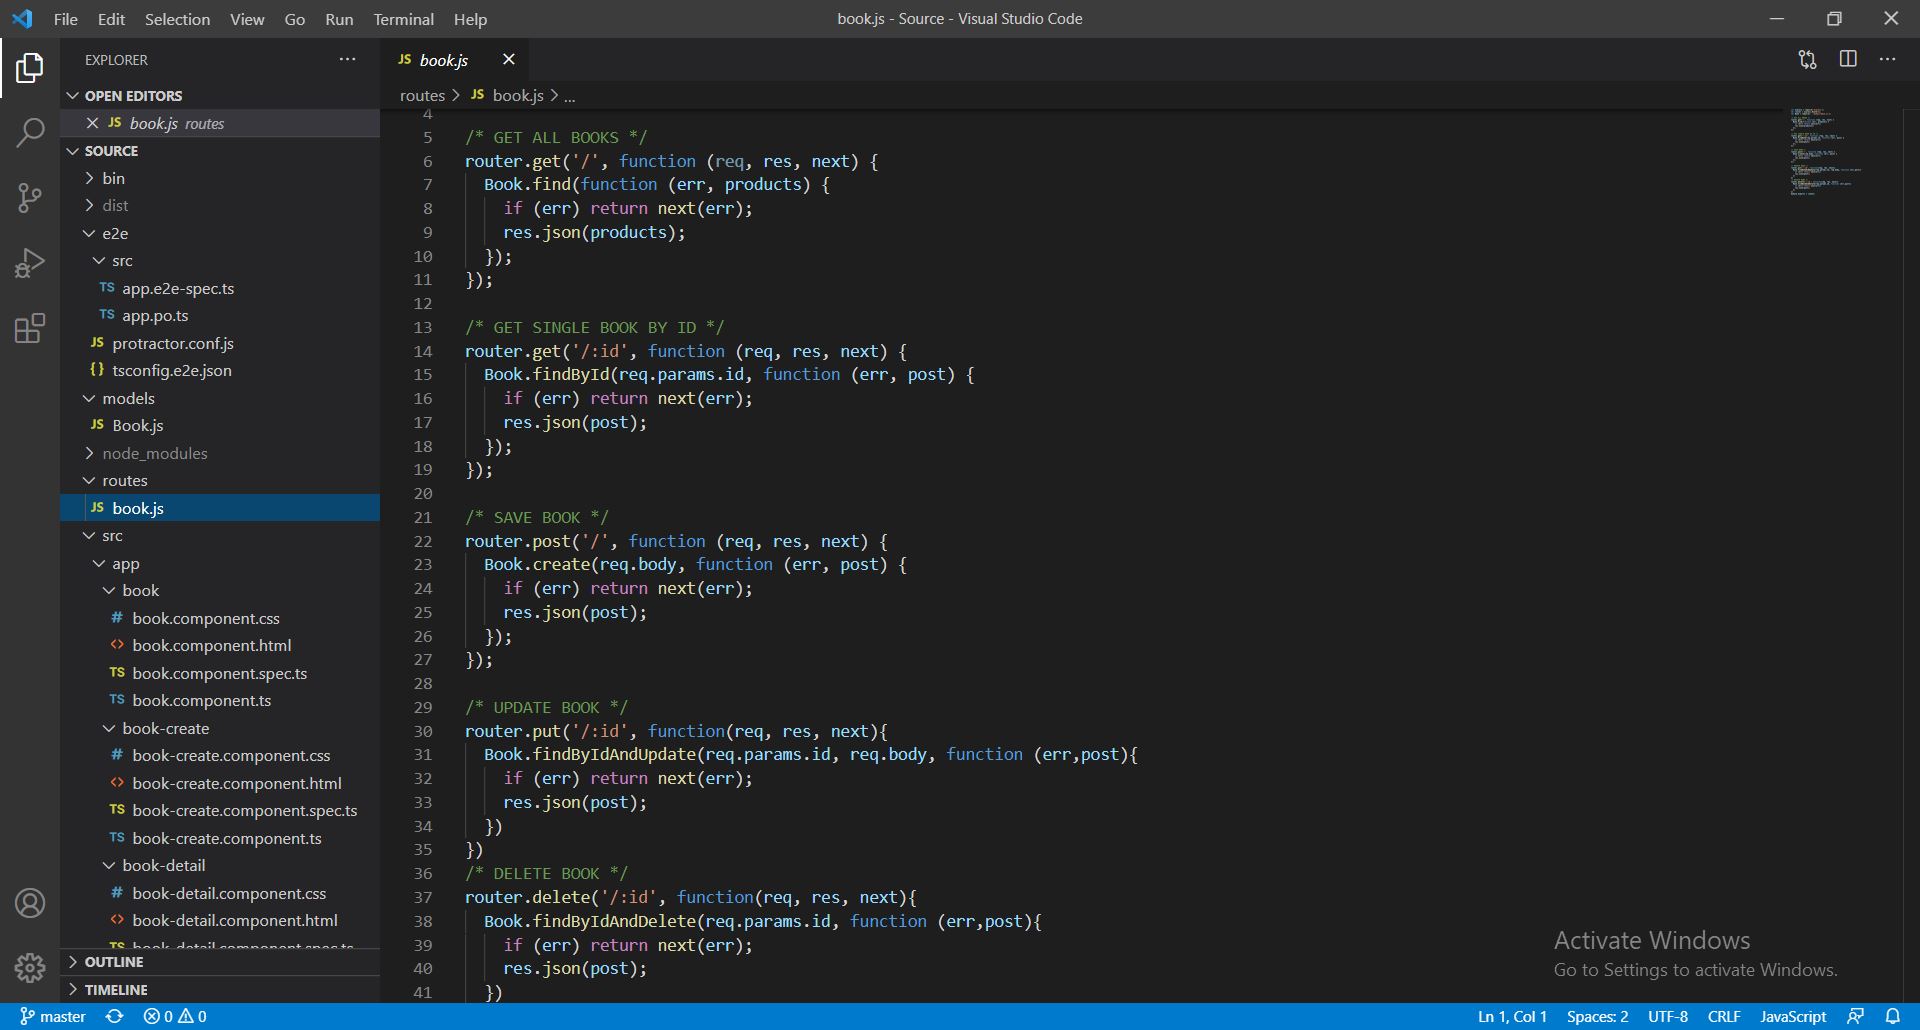 File Edit Selection View Go Run Terminal Help
book.js - Source - Visual Studio Code
EXPLORER
JS book.js
OPEN EDITORS
JS book.js routes
SOURCE
bin
dist
e2e
src
TS app.e2e-spec.ts
TS app.po.ts
JS protractor.conf.js
{} tsconfig.e2e.json
models
JS Book.js
node_modules
routes
JS book.js
src
app
book
# book.component.css
<> book.component.html
TS book.component.spec.ts
TS book.component.ts
book-create
# book-create.component.css
<> book-create.component.html
TS book-create.component.spec.ts
TS book-create.component.ts
book-detail
# book-detail.component.css
<> book-detail.component.html
TS book-detail.component.spec.ts
OUTLINE
TIMELINE
routes > JS book.js > ...
4
5 /* GET ALL BOOKS */
6 router.get('/', function (req, res, next) {
7   Book.find(function (err, products) {
8     if (err) return next(err);
9     res.json(products);
10   });
11 });
12
13 /* GET SINGLE BOOK BY ID */
14 router.get('/:id', function (req, res, next) {
15   Book.findById(req.params.id, function (err, post) {
16     if (err) return next(err);
17     res.json(post);
18   });
19 });
20
21 /* SAVE BOOK */
22 router.post('/', function (req, res, next) {
23   Book.create(req.body, function (err, post) {
24     if (err) return next(err);
25     res.json(post);
26   });
27 });
28
29 /* UPDATE BOOK */
30 router.put('/:id', function(req, res, next){
31   Book.findByIdAndUpdate(req.params.id, req.body, function (err,post){
32     if (err) return next(err);
33     res.json(post);
34   })
35 })
36 /* DELETE BOOK */
37 router.delete('/:id', function(req, res, next){
38   Book.findByIdAndDelete(req.params.id, function (err,post){
39     if (err) return next(err);
40     res.json(post);
41   })
Activate Windows
Go to Settings to activate Windows.
master 0 0
Ln 1, Col 1 Spaces: 2 UTF-8 CRLF JavaScript